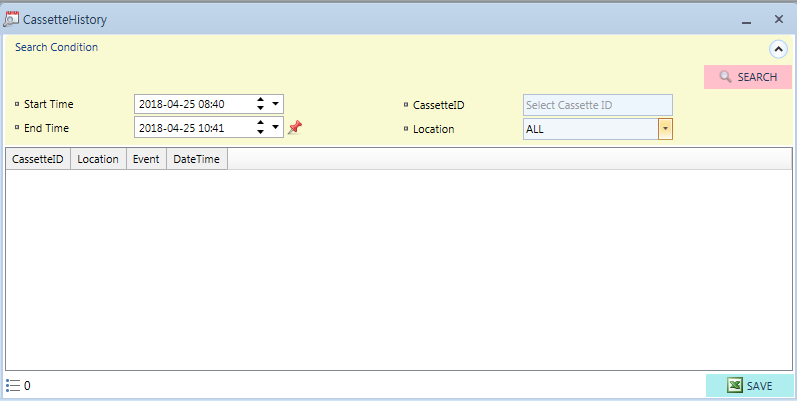 CassetteHistory
Search Condition
SEARCH
Start Time 2018-04-25 08:40 CassetteID Select Cassette ID
End Time 2018-04-25 10:41 Location ALL
CassetteID Location Event DateTime
0 SAVE